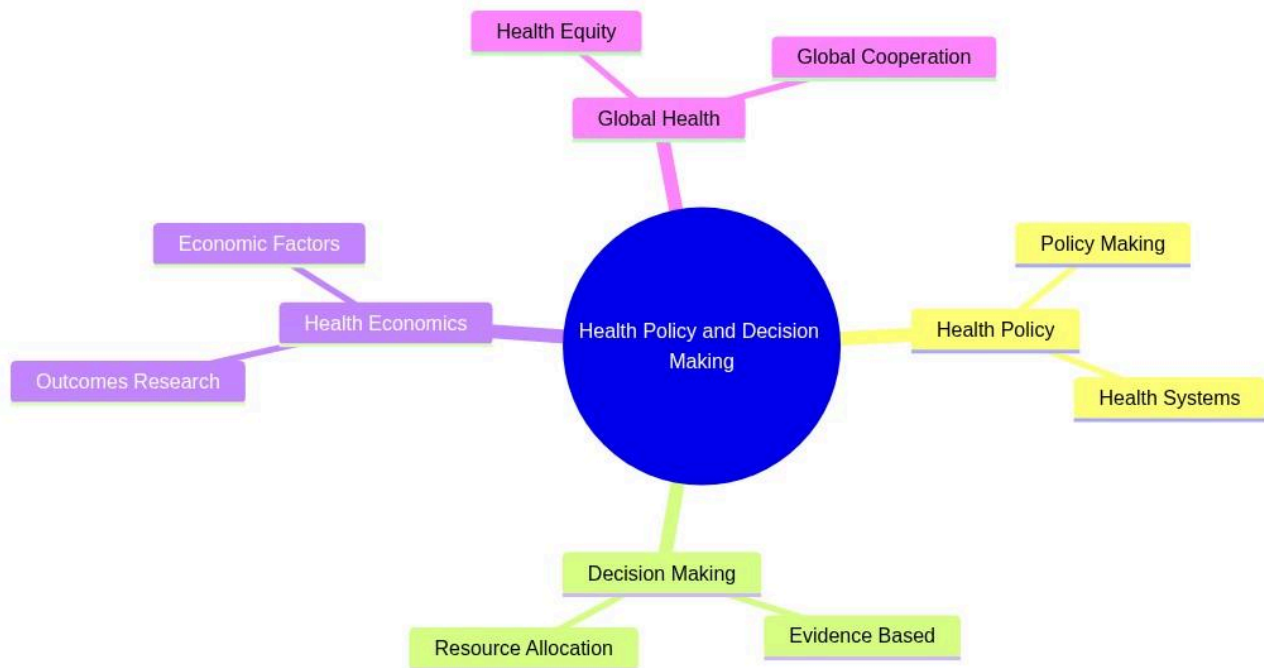 Health Equity
Global Cooperation
Global Health
Economic Factors
Policy Making
Health Economics
Health Policy and Decision
Making
Health Policy
Outcomes Research
Health Systems
Decision Making
Resource Allocation
Evidence Based